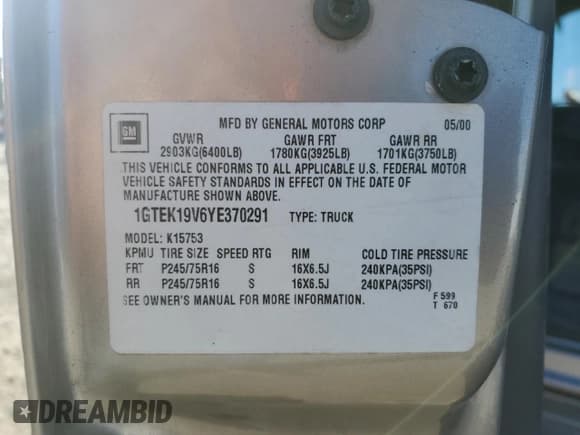 MFD BY GENERAL MOTORS CORP 05/00
GM
GVWR GAWR FRT GAWR RR
2903KG(6400LB) 1780KG(3925LB) 1701KG(3750LB)
THIS VEHICLE CONFORMS TO ALL APPLICABLE U.S. FEDERAL MOTOR
VEHICLE SAFETY STANDARDS IN EFFECT ON THE DATE OF
MANUFACTURE SHOWN ABOVE.
1GTEK19V6YE370291 TYPE: TRUCK
MODEL: K15753
KPMU TIRE SIZE SPEED RTG RIM COLD TIRE PRESSURE
FRT P245/75R16 S 16X6.5J 240KPA(35PSI)
RR P245/75R16 S 16X6.5J 240KPA(35PSI)
SEE OWNER'S MANUAL FOR MORE INFORMATION.
F 599
T 670
DREAMBID